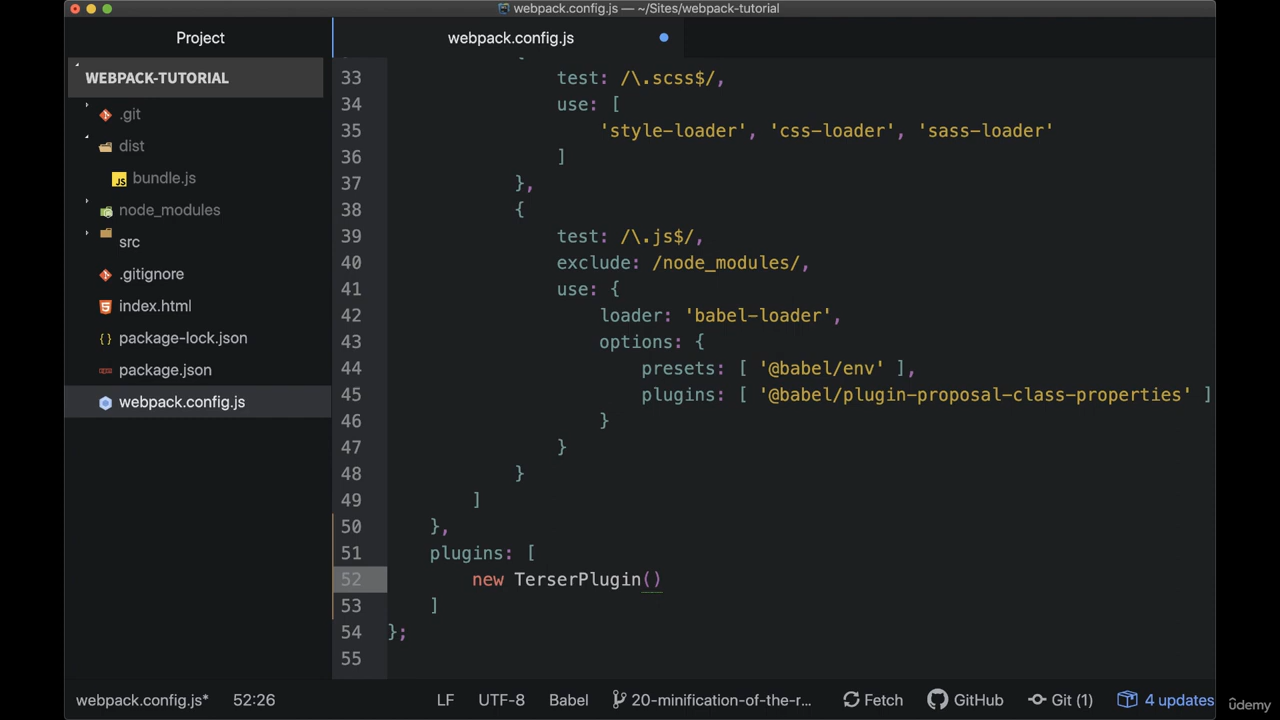 webpack.config.js — ~/Sites/webpack-tutorial
Project
webpack.config.js
WEBPACK-TUTORIAL
.git
dist
JS bundle.js
node_modules
src
.gitignore
index.html
package-lock.json
package.json
webpack.config.js
33 test: /\.scss$/,
34 use: [
35 'style-loader', 'css-loader', 'sass-loader'
36 ]
37 },
38 {
39 test: /\.js$/,
40 exclude: /node_modules/,
41 use: {
42 loader: 'babel-loader',
43 options: {
44 presets: [ '@babel/env' ],
45 plugins: [ '@babel/plugin-proposal-class-properties' ]
46 }
47 }
48 }
49 ]
50 },
51 plugins: [
52 new TerserPlugin()
53 ]
54 };
55
webpack.config.js* 52:26 LF UTF-8 Babel 20-minification-of-the-r... Fetch GitHub Git (1) 4 updates
ûdemy